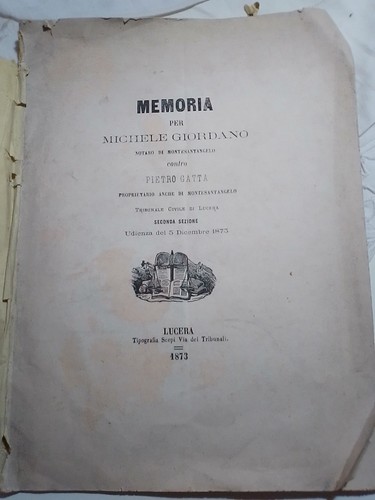 MEMORIA
PER
MICHELE GIORDANO
NOTARO DI MONTESANTANGELO
contro
PIETRO GATTA
PROPRIETARIO ANCHE DI MONTESANTANGELO
TRIBUNALE CIVILE DI LUCERA
SECONDA SEZIONE
Udienza del 5 Dicembre 1873
LUCERA
Tipografia Scepi Via dei Tribunali.
1873